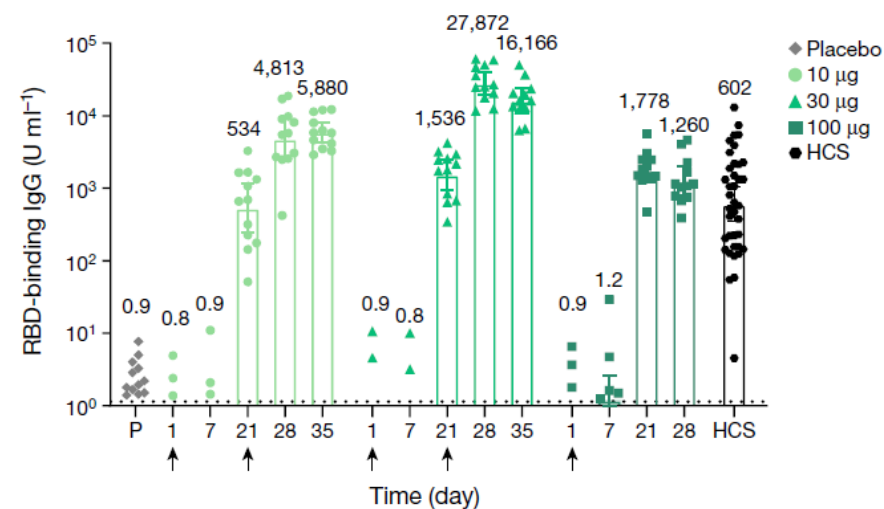 RBD-binding IgG (U ml⁻¹)
10⁵
10⁴
10³
10²
10¹
10⁰
0.9
0.8
0.9
534
4,813
5,880
0.9
0.8
1,536
27,872
16,166
0.9
1.2
1,778
1,260
602
Placebo
10 µg
30 µg
100 µg
HCS
P 1 7 21 28 35 1 7 21 28 35 1 7 21 28 HCS
Time (day)